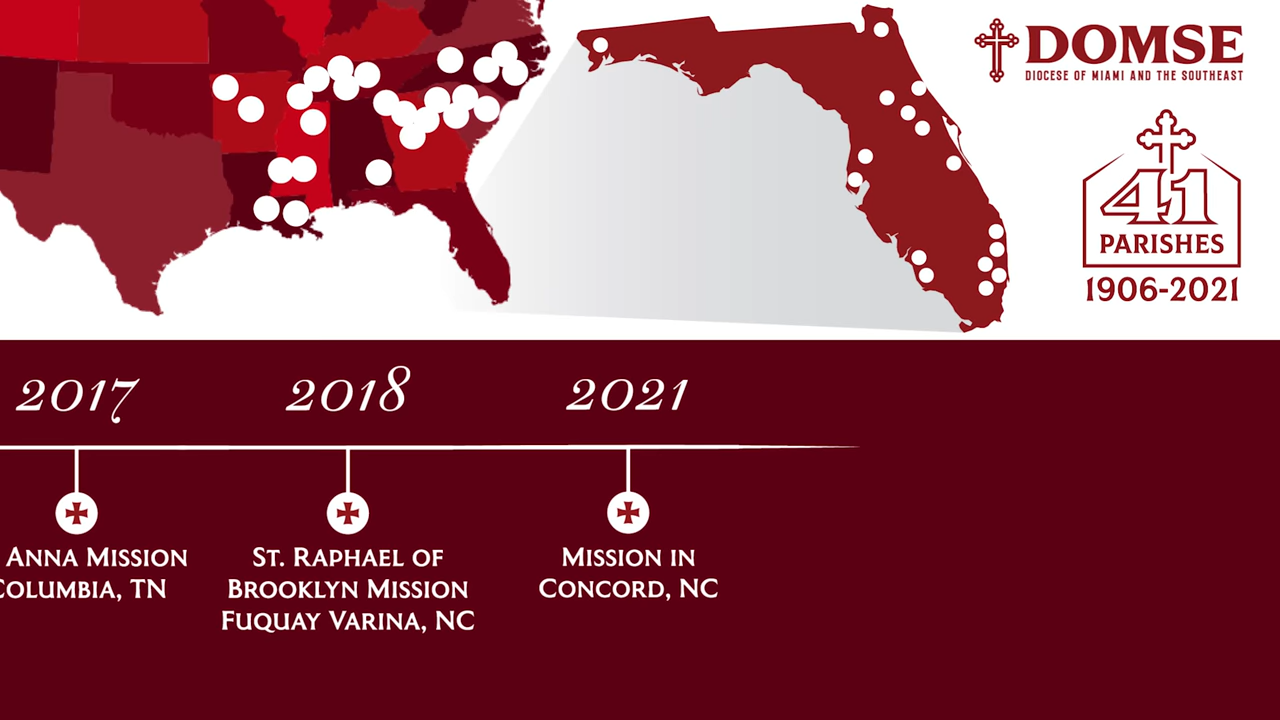 DOMSE
DIOCESE OF MIAMI AND THE SOUTHEAST
41
PARISHES
1906-2021
2017
2018
2021
ANNA MISSION
COLUMBIA, TN
ST. RAPHAEL OF
BROOKLYN MISSION
FUQUAY VARINA, NC
MISSION IN
CONCORD, NC